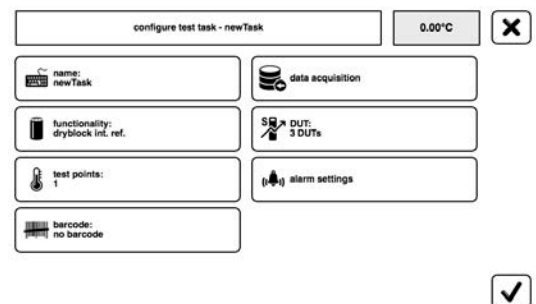 configure test task - newTask
0.00°C
name:
newTask
data acquisition
functionality:
dryblock int. ref.
S
DUT:
3 DUTs
test points:
1
alarm settings
barcode:
no barcode